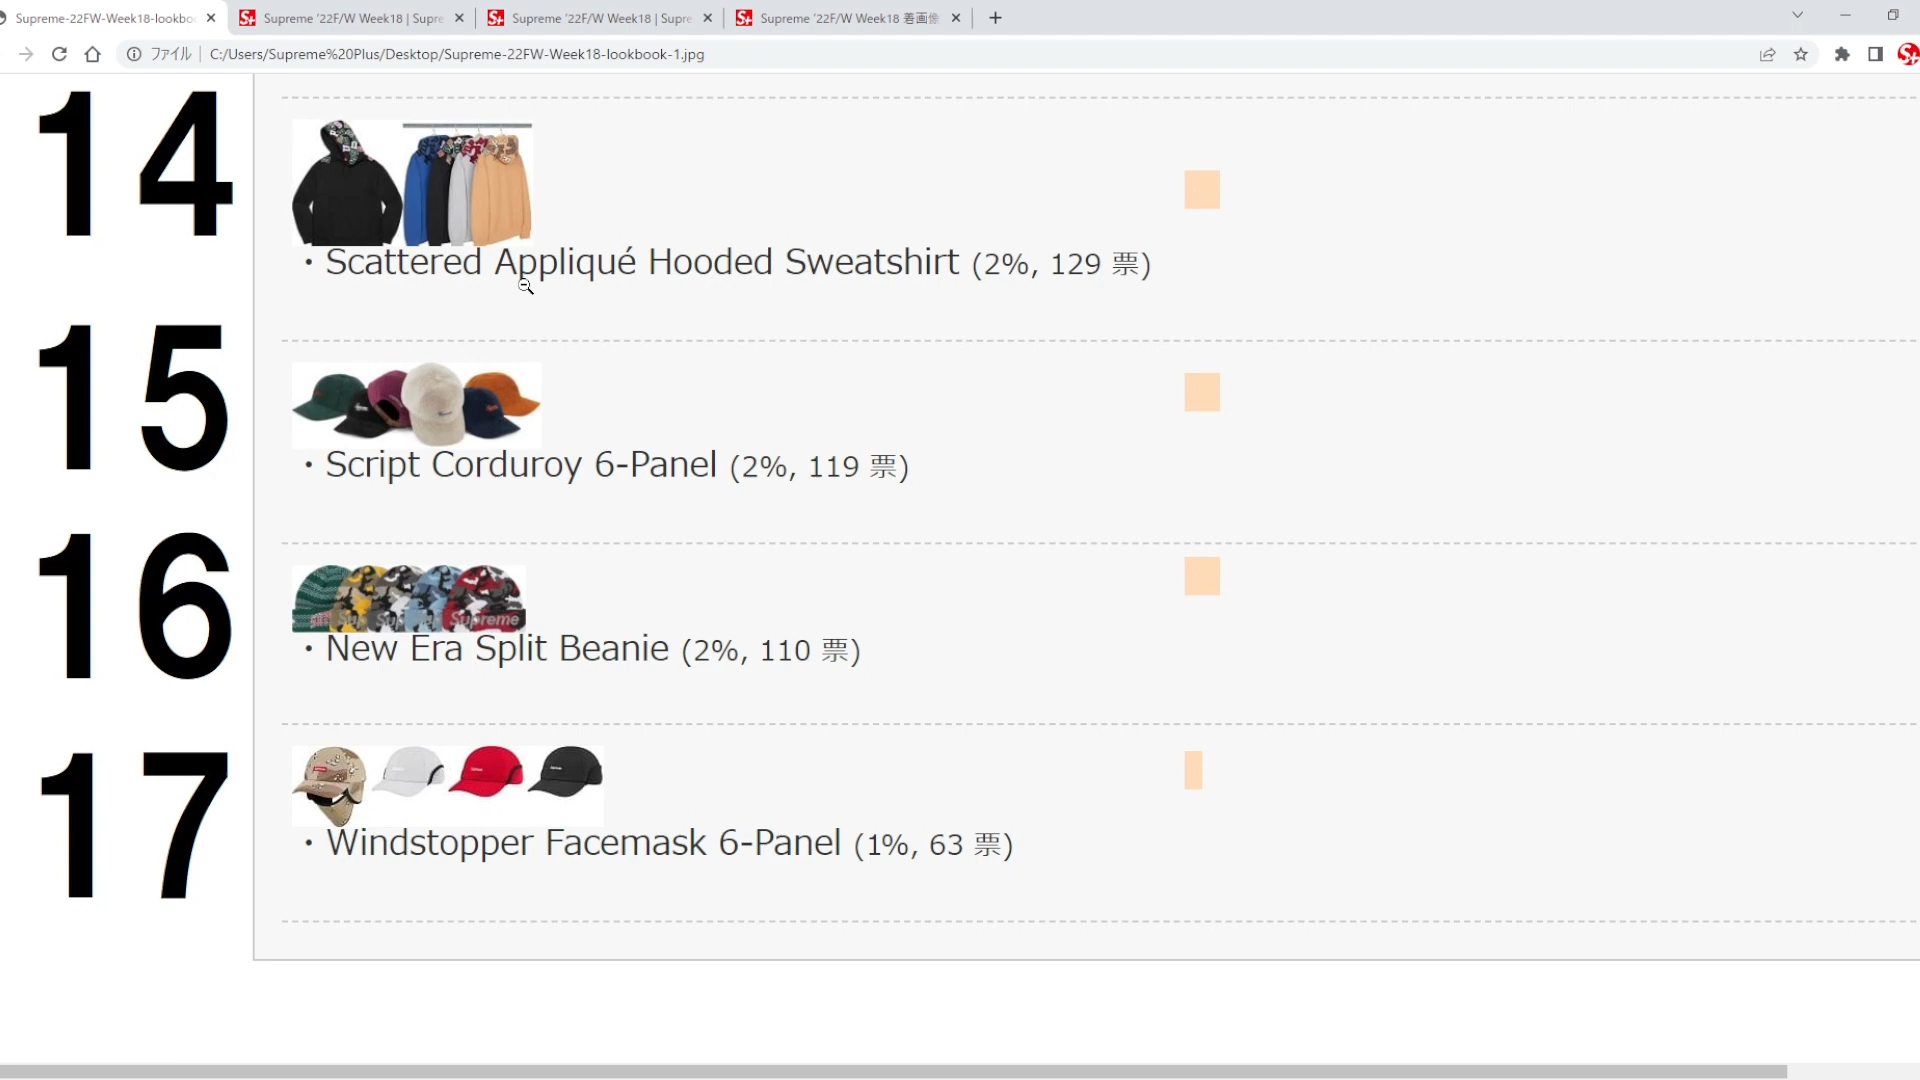 Supreme-22FW-Week18-lookbo
Supreme '22F/W Week18 | Supre
Supreme '22F/W Week18 | Supre
Supreme '22F/W Week18 着画像
ファイル
C:/Users/Supreme%20Plus/Desktop/Supreme-22FW-Week18-lookbook-1.jpg
14
・Scattered Appliqué Hooded Sweatshirt (2%, 129 票)
15
・Script Corduroy 6-Panel (2%, 119 票)
16
Supreme
・New Era Split Beanie (2%, 110 票)
17
・Windstopper Facemask 6-Panel (1%, 63 票)